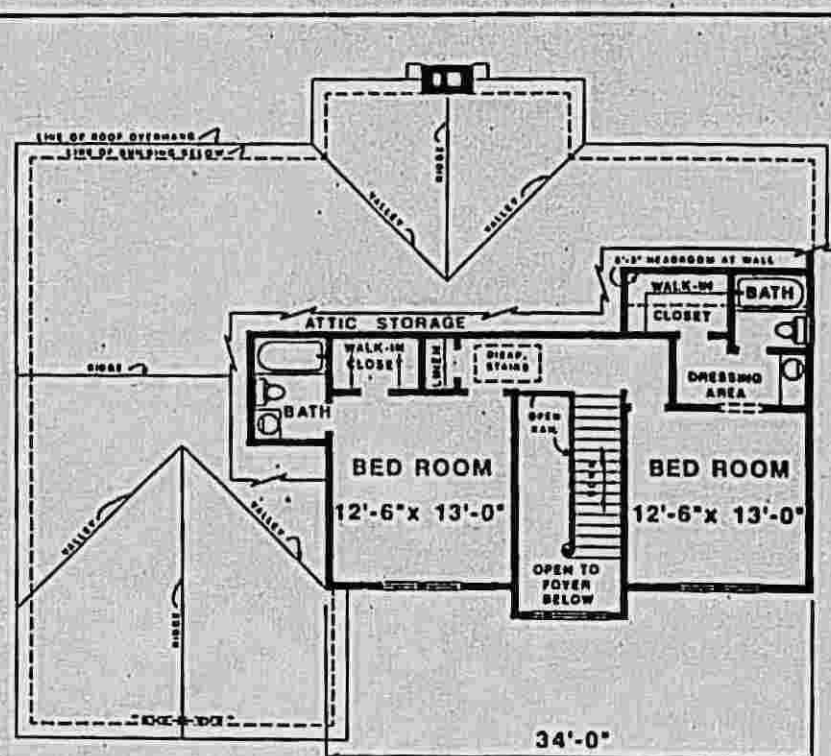 LINE OF ROOF OVERHANG
LINE OF BUILDING BELOW
RIDGE
VALLEY
VALLEY
5'-5" HEADROOM AT WALL
WALK-IN
CLOSET
BATH
ATTIC STORAGE
WALK-IN
CLOSET
LINEN
DISAP.
STAIRS
DRESSING
AREA
RIDGE
BATH
OPEN
RAIL
BED ROOM
12'-6" x 13'-0"
BED ROOM
12'-6" x 13'-0"
VALLEY
VALLEY
RIDGE
OPEN TO
FOYER
BELOW
34'-0"